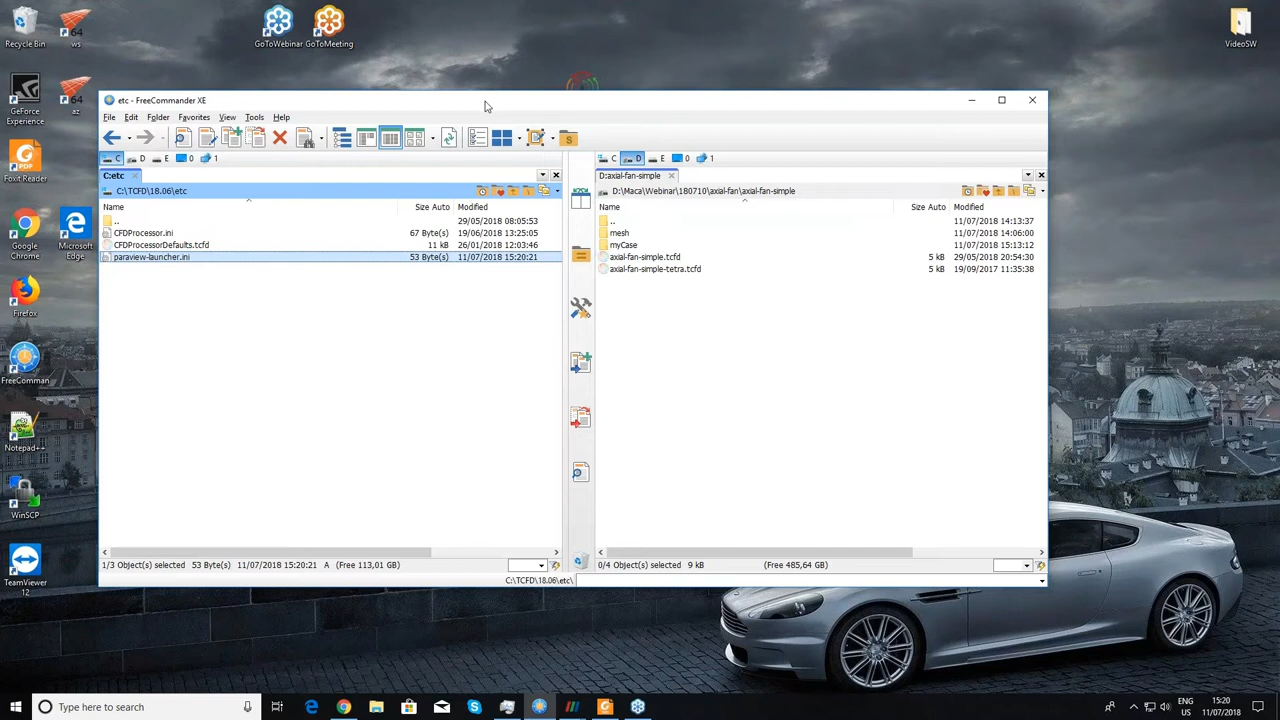 Recycle Bin
64
ws
GoToWebinar
GoToMeeting
VideoSW
GeForce
Experience
64
az
Foxit Reader
Google
Chrome
Microsoft
Edge
Firefox
FreeComman
Notepad++
WinSCP
TeamViewer
12
etc - FreeCommander XE
File Edit Folder Favorites View Tools Help
C D E 0 1
C:etc
C:\TCFD\18.06\etc
Name Size Auto Modified
.. 29/05/2018 08:05:53
CFDProcessor.ini 67 Byte(s) 19/06/2018 13:25:05
CFDProcessorDefaults.tcfd 11 kB 26/01/2018 12:03:46
paraview-launcher.ini 53 Byte(s) 11/07/2018 15:20:21
1/3 Object(s) selected 53 Byte(s) 11/07/2018 15:20:21 A (Free 113,01 GB)
C D E 0 1
D:axial-fan-simple
D:\Maca\Webinar\180710\axial-fan\axial-fan-simple
Name Size Auto Modified
.. 11/07/2018 14:13:37
mesh 11/07/2018 14:06:00
myCase 11/07/2018 15:13:12
axial-fan-simple.tcfd 5 kB 29/05/2018 20:54:30
axial-fan-simple-tetra.tcfd 5 kB 19/09/2017 11:35:38
0/4 Object(s) selected 9 kB (Free 485,64 GB)
C:\TCFD\18.06\etc\
Type here to search
ENG
US
15:20
11/07/2018